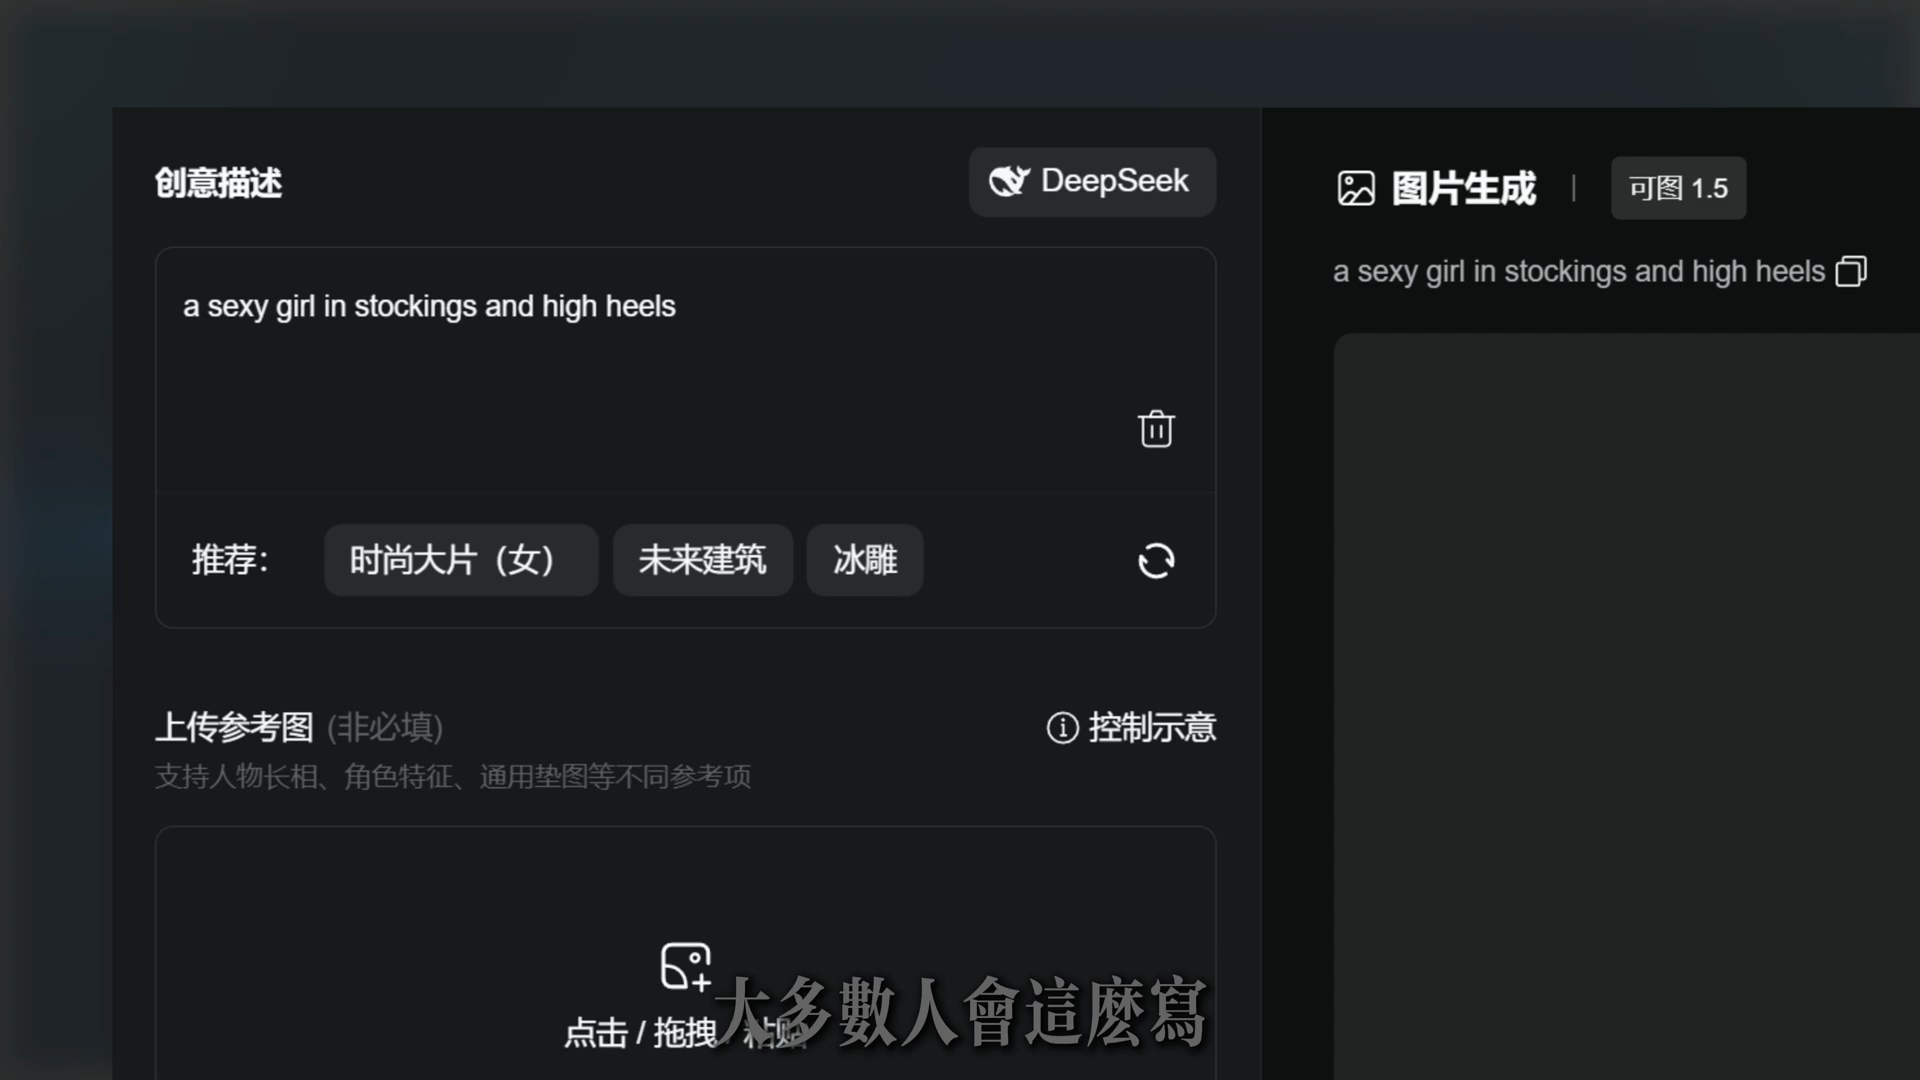 创意描述
DeepSeek
a sexy girl in stockings and high heels
推荐：
时尚大片（女）
未来建筑
冰雕
上传参考图 (非必填)
控制示意
支持人物长相、角色特征、通用垫图等不同参考项
点击 / 拖拽 / 粘贴
图片生成 | 可图 1.5
a sexy girl in stockings and high heels
大多數人會這麼寫